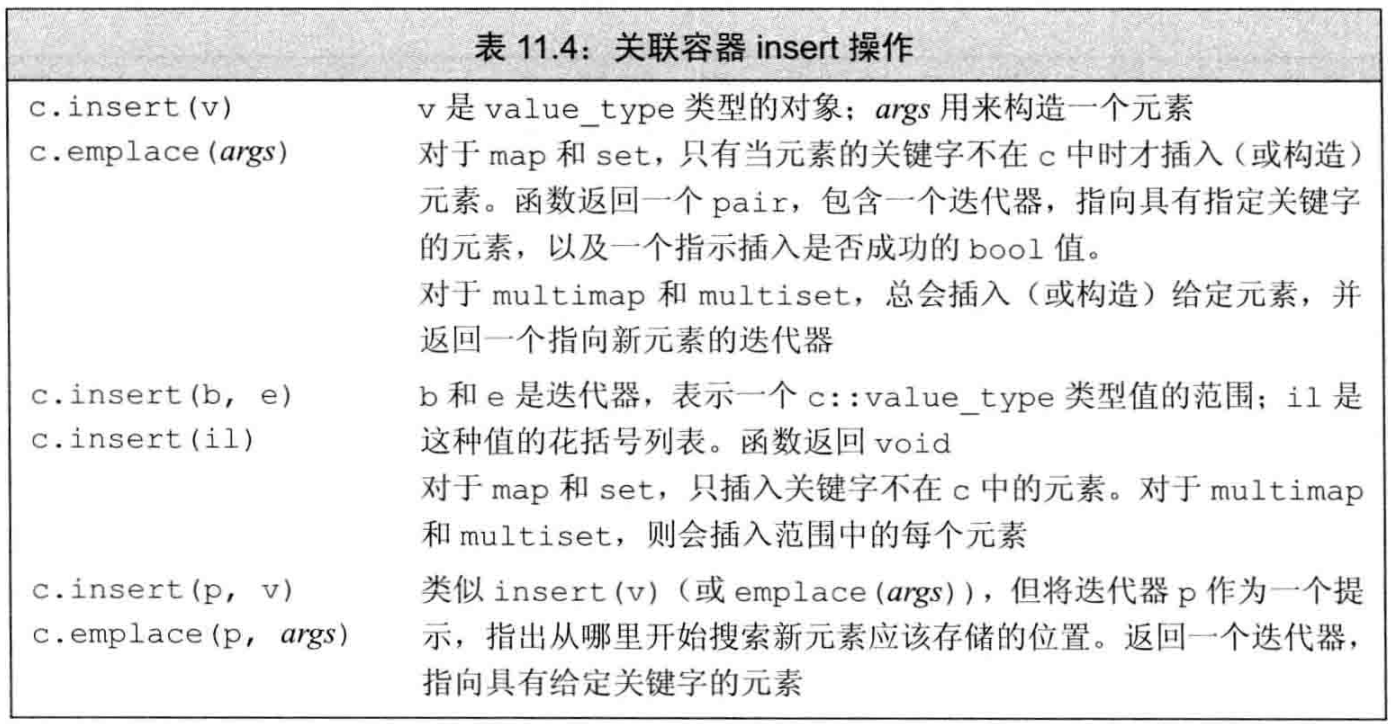 表 11.4：关联容器 insert 操作
c.insert(v) v 是 value_type 类型的对象；args 用来构造一个元素
c.emplace(args) 对于 map 和 set，只有当元素的关键字不在 c 中时才插入（或构造）
元素。函数返回一个 pair，包含一个迭代器，指向具有指定关键字
的元素，以及一个指示插入是否成功的 bool 值。
对于 multimap 和 multiset，总会插入（或构造）给定元素，并
返回一个指向新元素的迭代器
c.insert(b, e) b 和 e 是迭代器，表示一个 c::value_type 类型值的范围；il 是
c.insert(il) 这种值的花括号列表。函数返回 void
对于 map 和 set，只插入关键字不在 c 中的元素。对于 multimap
和 multiset，则会插入范围中的每个元素
c.insert(p, v) 类似 insert(v)（或 emplace(args)），但将迭代器 p 作为一个提
c.emplace(p, args) 示，指出从哪里开始搜索新元素应该存储的位置。返回一个迭代器，
指向具有给定关键字的元素